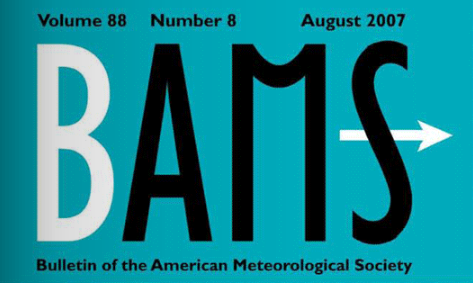 Volume 88 Number 8 August 2007
BAMS
Bulletin of the American Meteorological Society